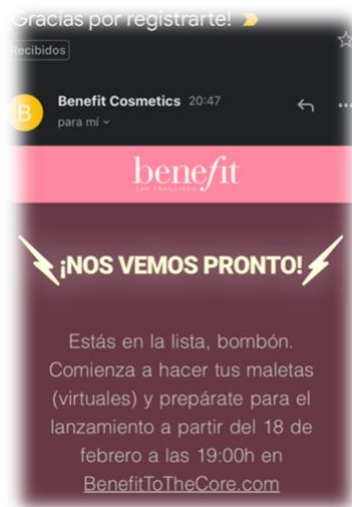 Gracias por registrarte!
Recibidos
B
Benefit Cosmetics 20:47
para mí
benefit
SAN FRANCISCO
¡NOS VEMOS PRONTO!
Estás en la lista, bombón.
Comienza a hacer tus maletas
(virtuales) y prepárate para el
lanzamiento a partir del 18 de
febrero a las 19:00h en
BenefitToTheCore.com